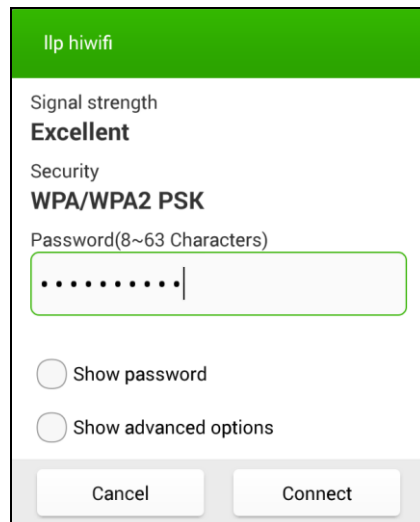 llp hiwifi
Signal strength
Excellent
Security
WPA/WPA2 PSK
Password(8~63 Characters)
••••••••••
Show password
Show advanced options
Cancel Connect